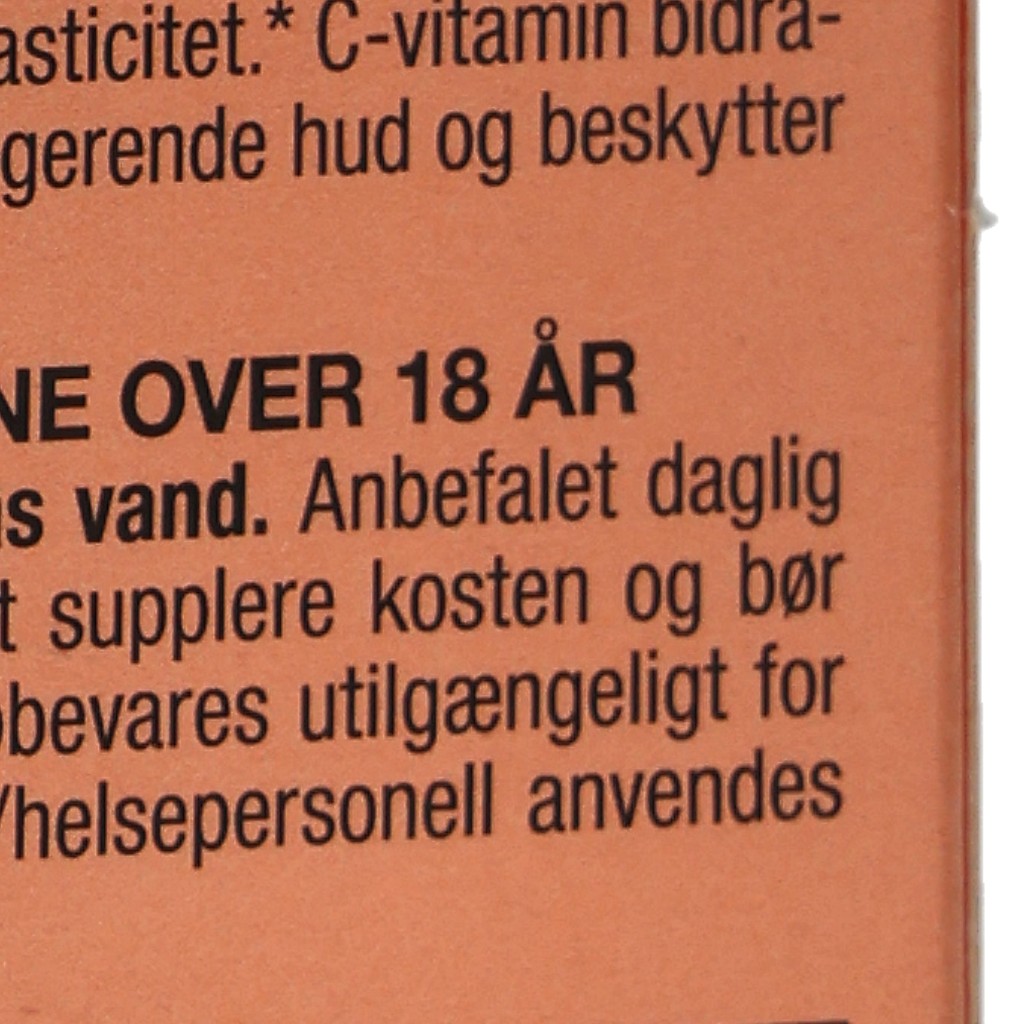 asticitet.* C-vitamin bidra-
gerende hud og beskytter
NE OVER 18 ÅR
s vand. Anbefalet daglig
t supplere kosten og bør
bevares utilgængeligt for
/helsepersonell anvendes